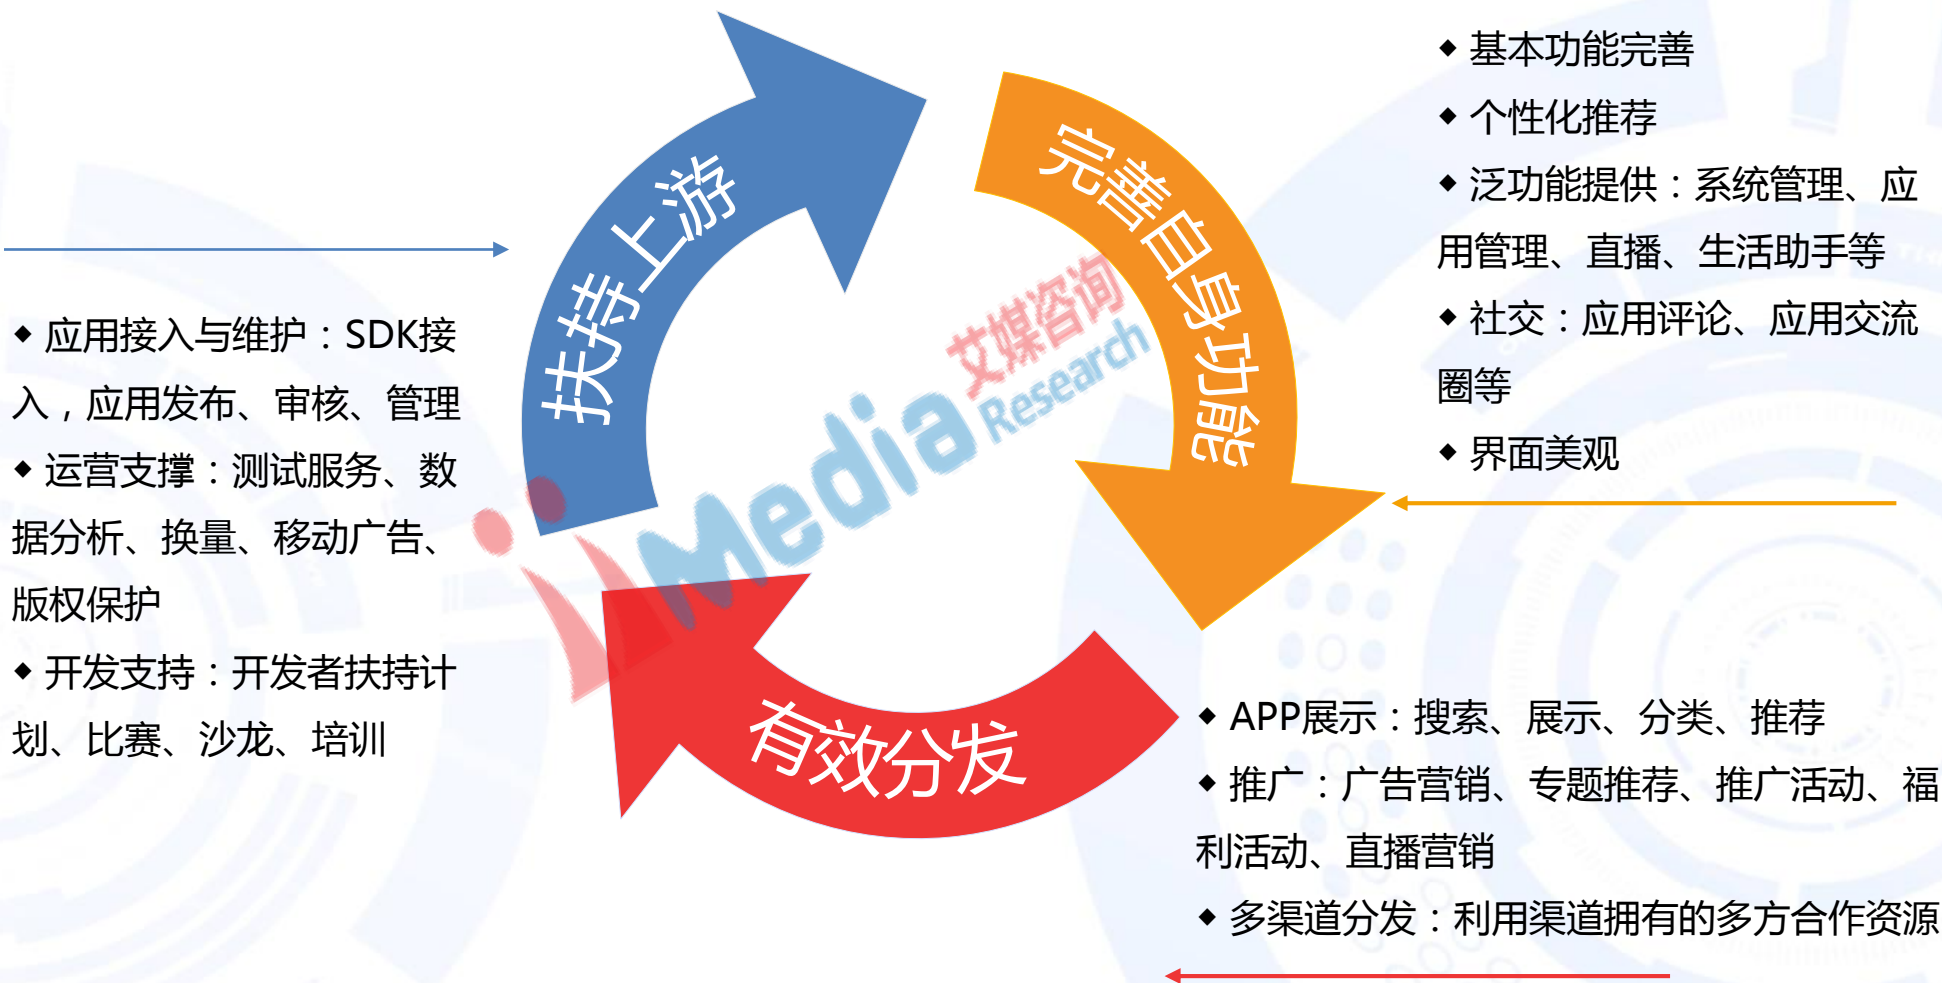 扶持上游
◆ 应用接入与维护：SDK接
入，应用发布、审核、管理
◆ 运营支撑：测试服务、数
据分析、换量、移动广告、
版权保护
◆ 开发支持：开发者扶持计
划、比赛、沙龙、培训
完善自身功能
◆ 基本功能完善
◆ 个性化推荐
◆ 泛功能提供：系统管理、应
用管理、直播、生活助手等
◆ 社交：应用评论、应用交流
圈等
◆ 界面美观
有效分发
◆ APP展示：搜索、展示、分类、推荐
◆ 推广：广告营销、专题推荐、推广活动、福
利活动、直播营销
◆ 多渠道分发：利用渠道拥有的多方合作资源
iiMedia
艾媒咨询
Research